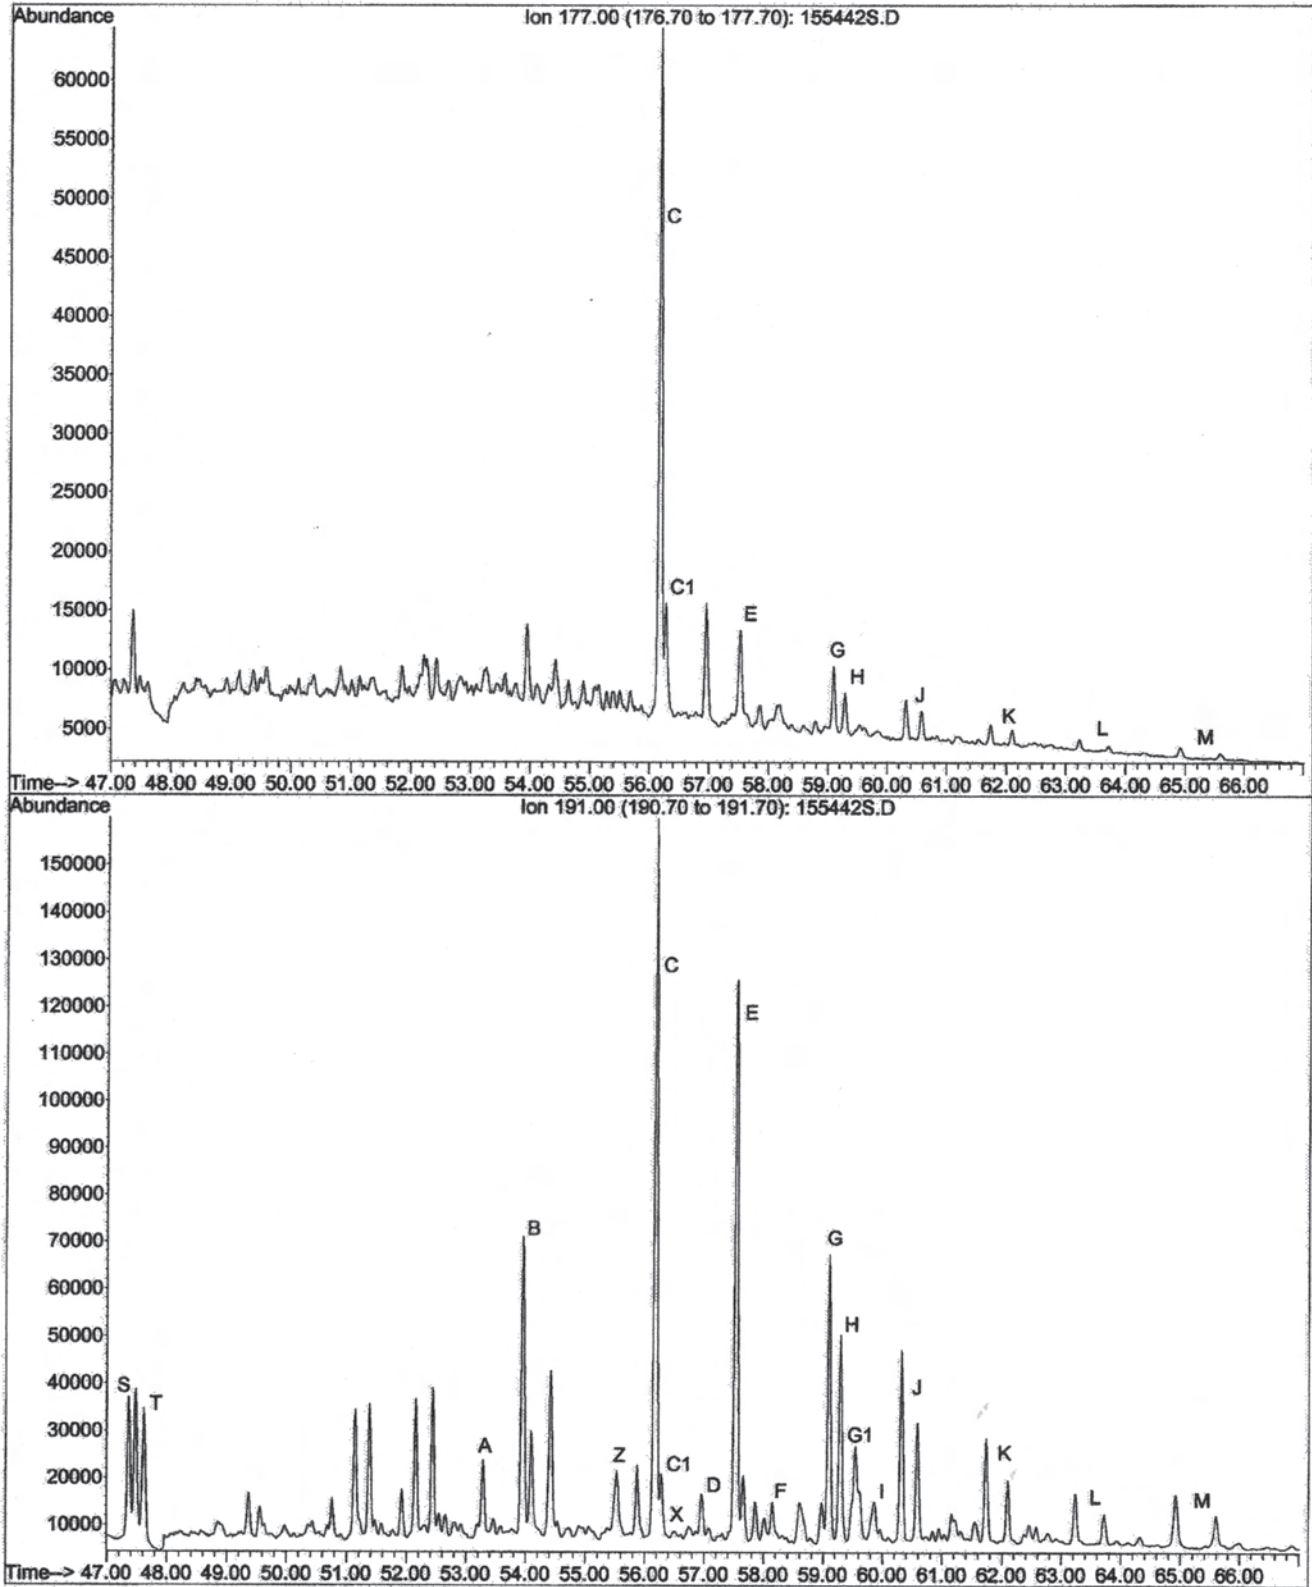 Abundance
Ion 177.00 (176.70 to 177.70): 155442S.D
60000
55000
50000
45000
40000
35000
30000
25000
20000
15000
10000
5000
C
C1
E
G
H
J
K
L
M
Time--> 47.00 48.00 49.00 50.00 51.00 52.00 53.00 54.00 55.00 56.00 57.00 58.00 59.00 60.00 61.00 62.00 63.00 64.00 65.00 66.00
Abundance
Ion 191.00 (190.70 to 191.70): 155442S.D
150000
140000
130000
120000
110000
100000
90000
80000
70000
60000
50000
40000
30000
20000
10000
S
T
A
B
Z
C
C1
X
D
E
F
G
H
G1
I
J
K
L
M
Time--> 47.00 48.00 49.00 50.00 51.00 52.00 53.00 54.00 55.00 56.00 57.00 58.00 59.00 60.00 61.00 62.00 63.00 64.00 65.00 66.00